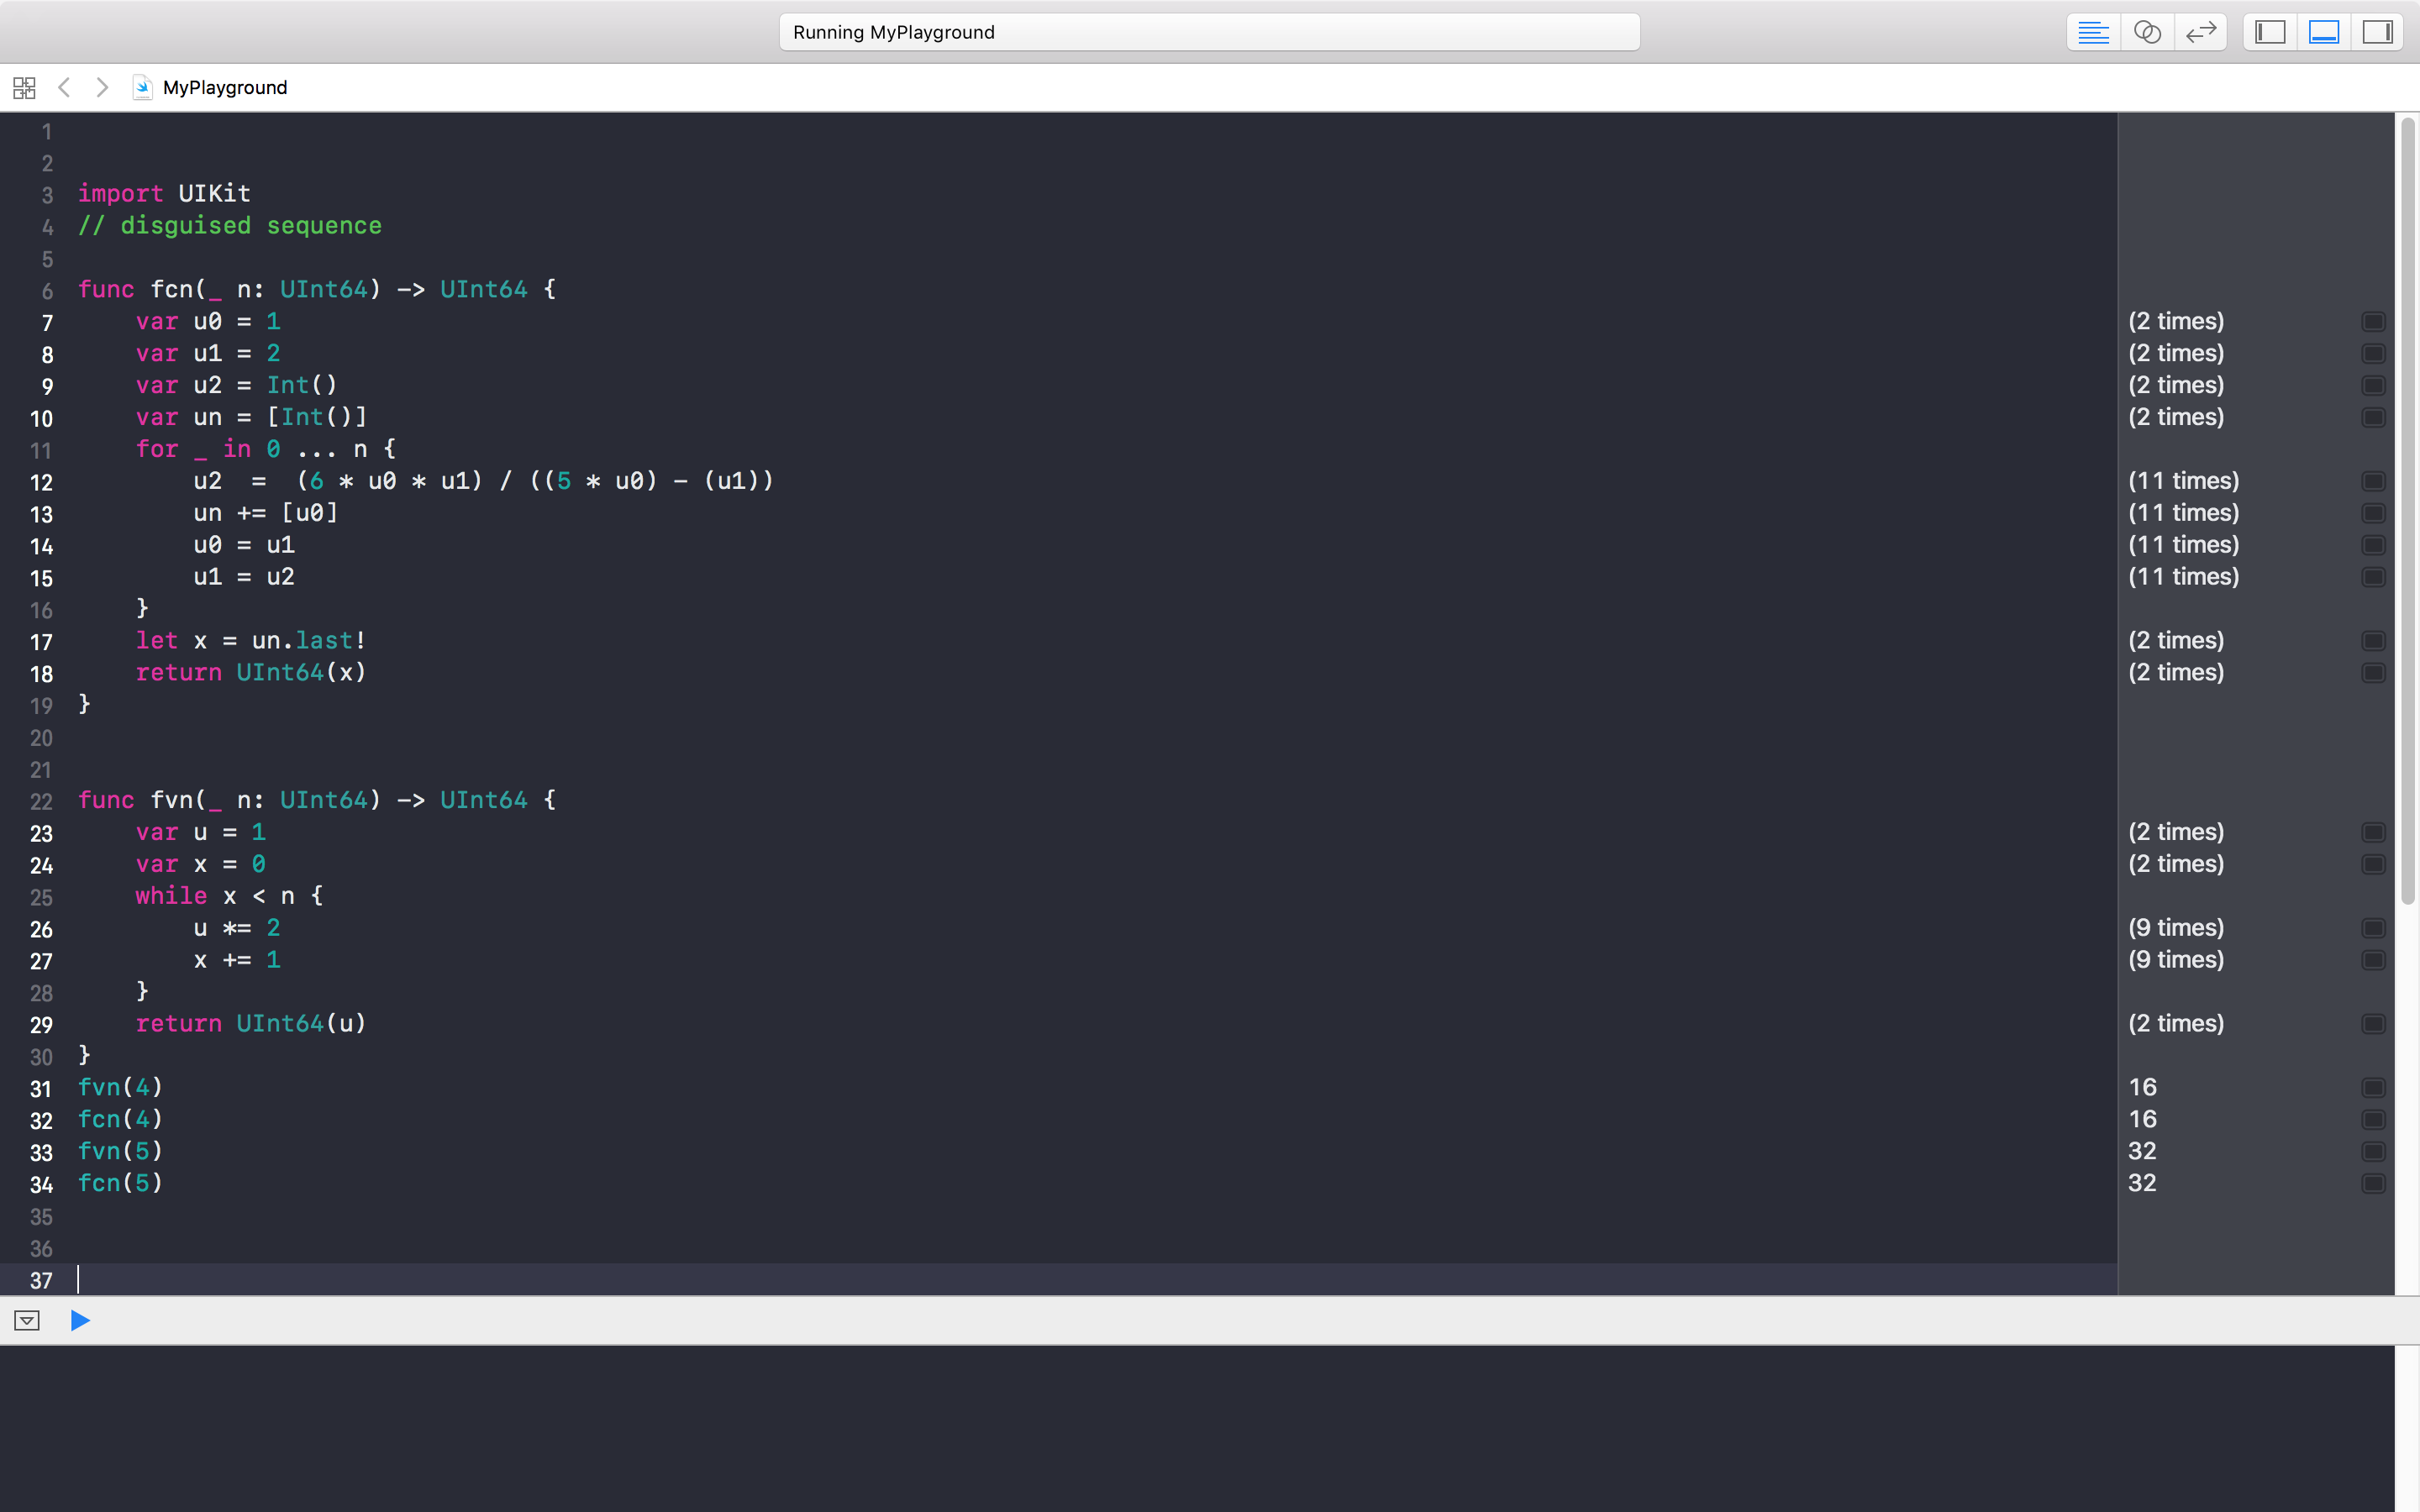 Running MyPlayground
MyPlayground
1
2
3 import UIKit
4 // disguised sequence
5
6 func fcn(_ n: UInt64) -> UInt64 {
7 var u0 = 1 (2 times)
8 var u1 = 2 (2 times)
9 var u2 = Int() (2 times)
10 var un = [Int()] (2 times)
11 for _ in 0 ... n {
12 u2  =  (6 * u0 * u1) / ((5 * u0) - (u1)) (11 times)
13 un += [u0] (11 times)
14 u0 = u1 (11 times)
15 u1 = u2 (11 times)
16 }
17 let x = un.last! (2 times)
18 return UInt64(x) (2 times)
19 }
20
21
22 func fvn(_ n: UInt64) -> UInt64 {
23 var u = 1 (2 times)
24 var x = 0 (2 times)
25 while x < n {
26 u *= 2 (9 times)
27 x += 1 (9 times)
28 }
29 return UInt64(u) (2 times)
30 }
31 fvn(4) 16
32 fcn(4) 16
33 fvn(5) 32
34 fcn(5) 32
35
36
37